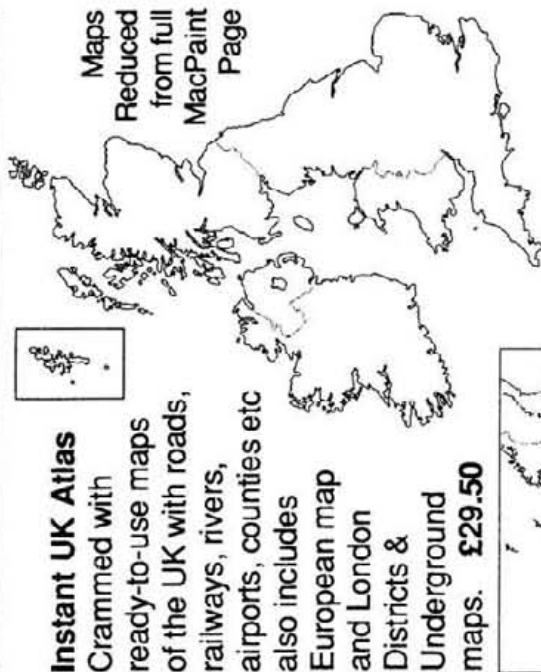 Instant UK Atlas
Crammed with
ready-to-use maps
of the UK with roads,
railways, rivers,
airports, counties etc
also includes
European map
and London
Districts &
Underground
maps. £29.50
Maps
Reduced
from full
MacPaint
Page